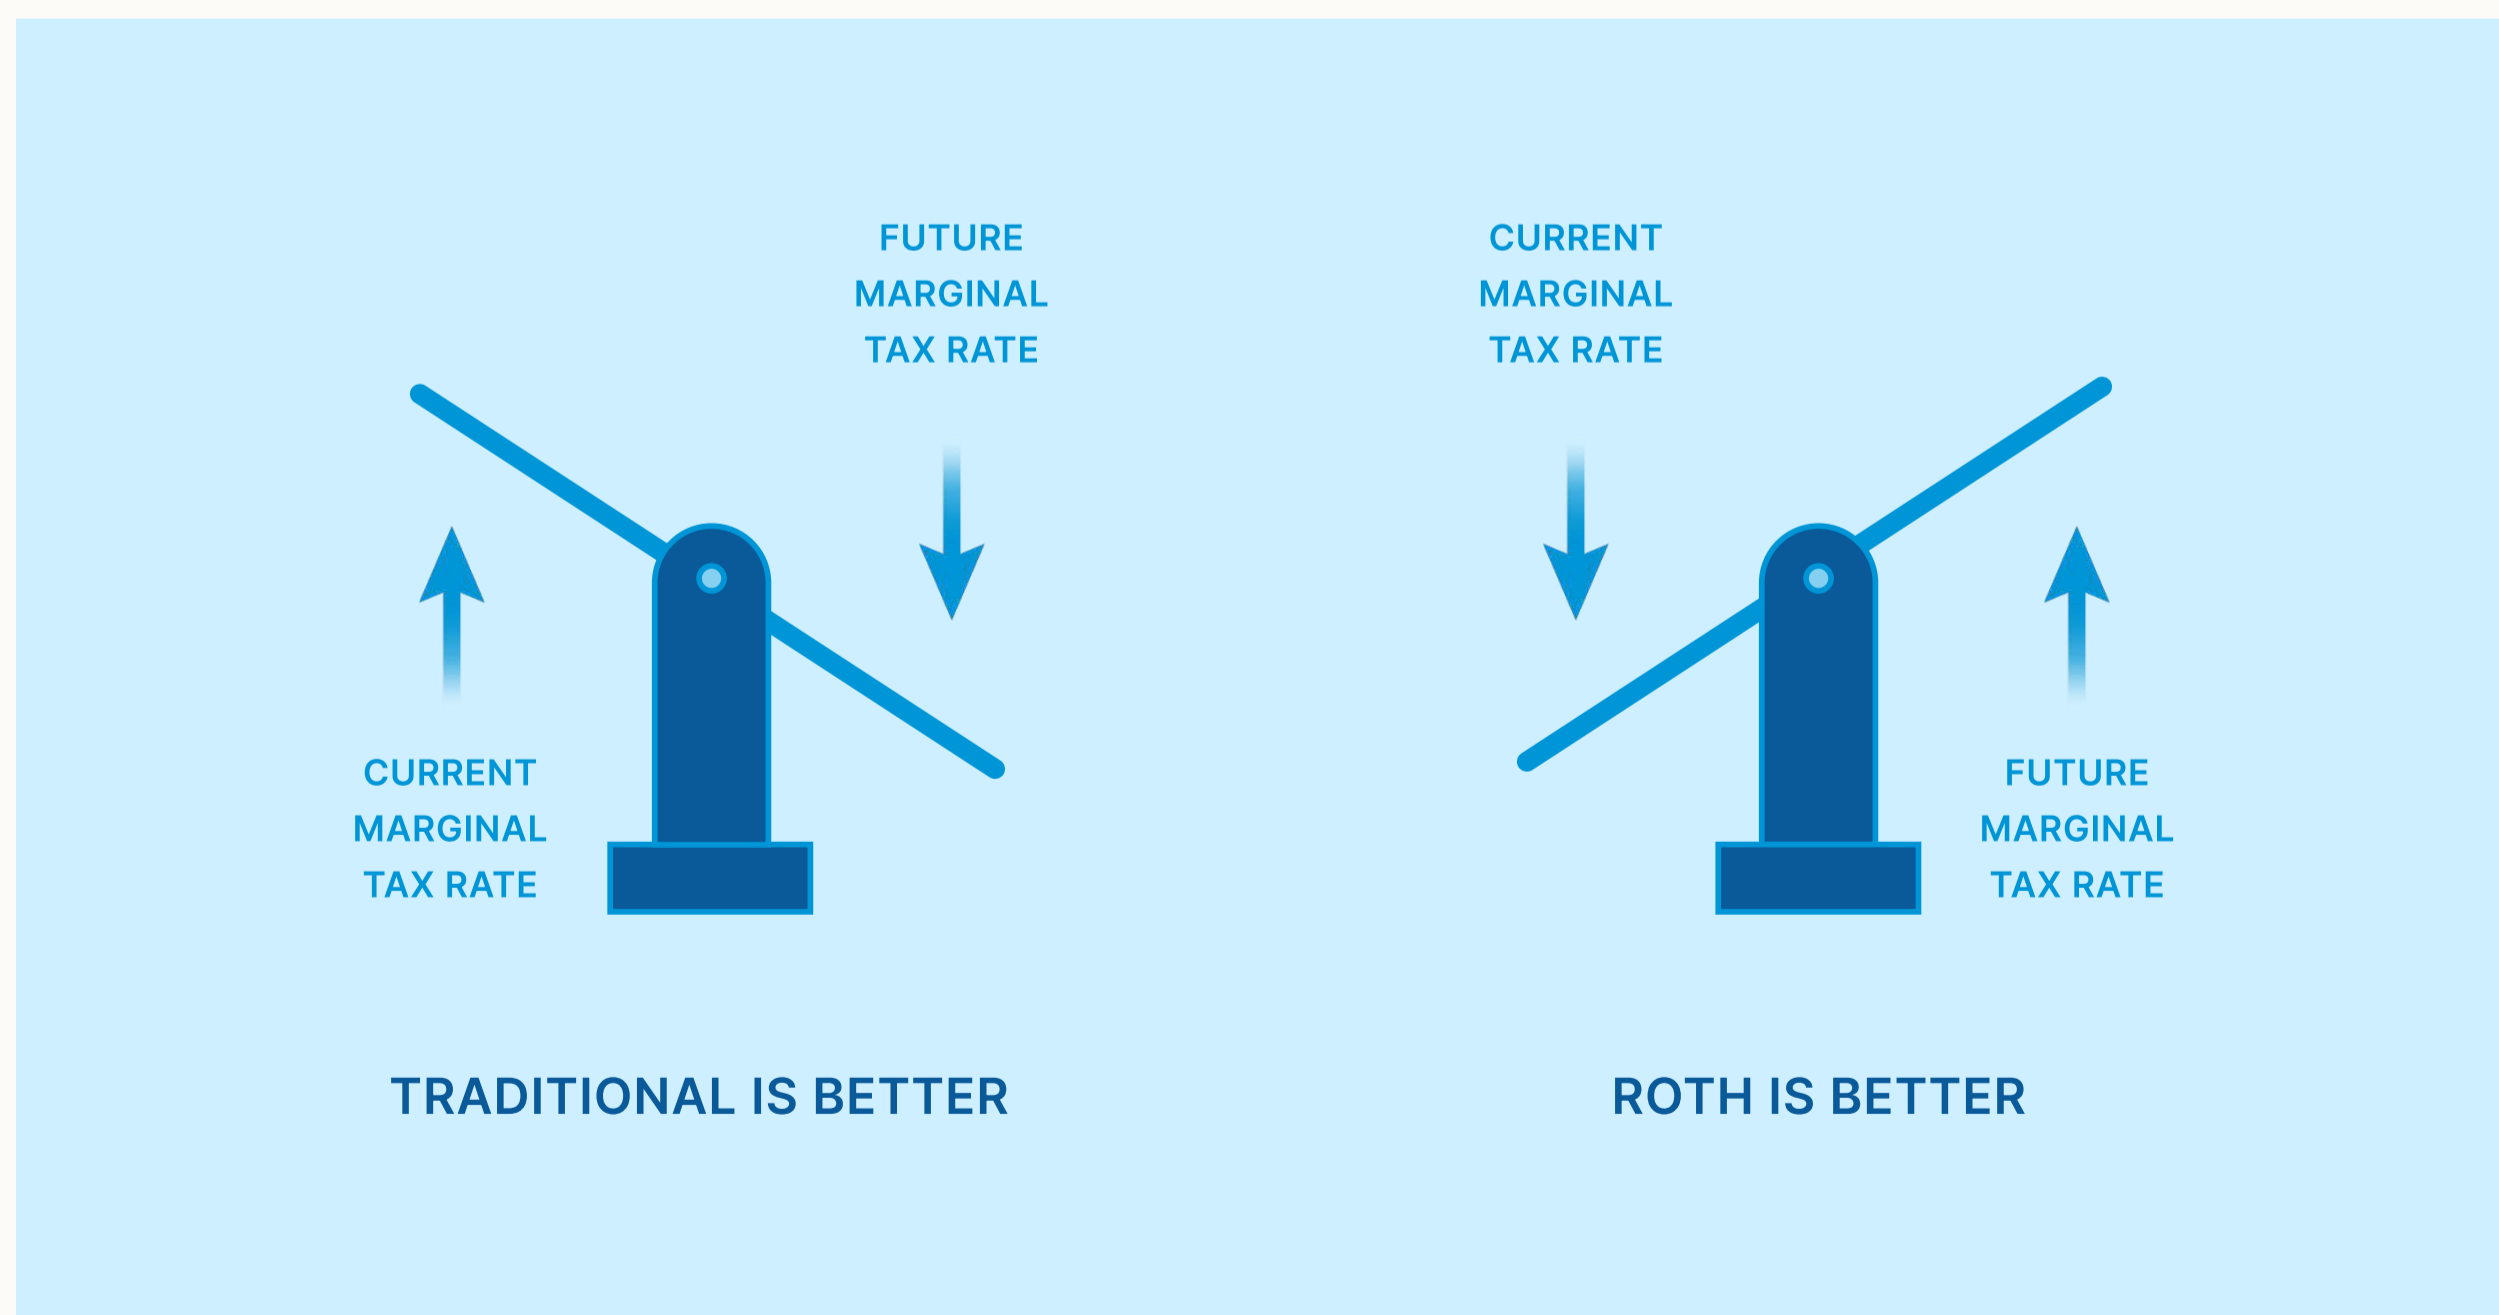 FUTURE
MARGINAL
TAX RATE
CURRENT
MARGINAL
TAX RATE
TRADITIONAL IS BETTER
CURRENT
MARGINAL
TAX RATE
FUTURE
MARGINAL
TAX RATE
ROTH IS BETTER